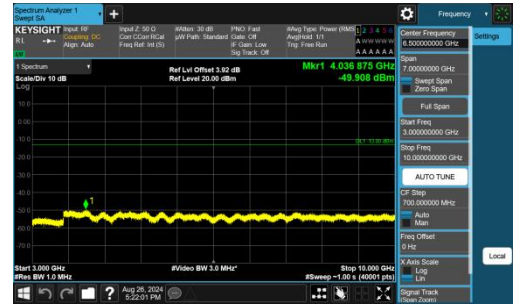 Spectrum Analyzer 1
Swept SA
Frequency
KEYSIGHT
Input: RF
Input Z: 50 Ω
#Atten: 30 dB
PNO: Fast
#Avg Type: Power (RMS)
1 2 3 4 5 6
RL
Coupling: DC
Corr CCorr RCal
µW Path: Standard
Gate: Off
Avg|Hold: 1/1
A W W W W W
Align: Auto
Freq Ref: Int (S)
IF Gain: Low
Trig: Free Run
Sig Track: Off
A A A A A A
1 Spectrum
Ref Lvl Offset 3.92 dB
Mkr1 4.036 875 GHz
Scale/Div 10 dB
Ref Level 20.00 dBm
-49.908 dBm
Log
10.0
0.00
-10.0
DL1 -13.00 dBm
-20.0
-30.0
-40.0
1
-50.0
-60.0
-70.0
Start 3.000 GHz
#Video BW 3.0 MHz*
Stop 10.000 GHz
#Res BW 1.0 MHz
#Sweep ~1.00 s (40001 pts)
Center Frequency
6.500000000 GHz
Settings
Span
7.00000000 GHz
Swept Span
Zero Span
Full Span
Start Freq
3.000000000 GHz
Stop Freq
10.000000000 GHz
AUTO TUNE
CF Step
700.000000 MHz
Auto
Man
Freq Offset
0 Hz
X Axis Scale
Log
Lin
Local
Signal Track
(Span Zoom)
?
Aug 26, 2024
5:22:01 PM